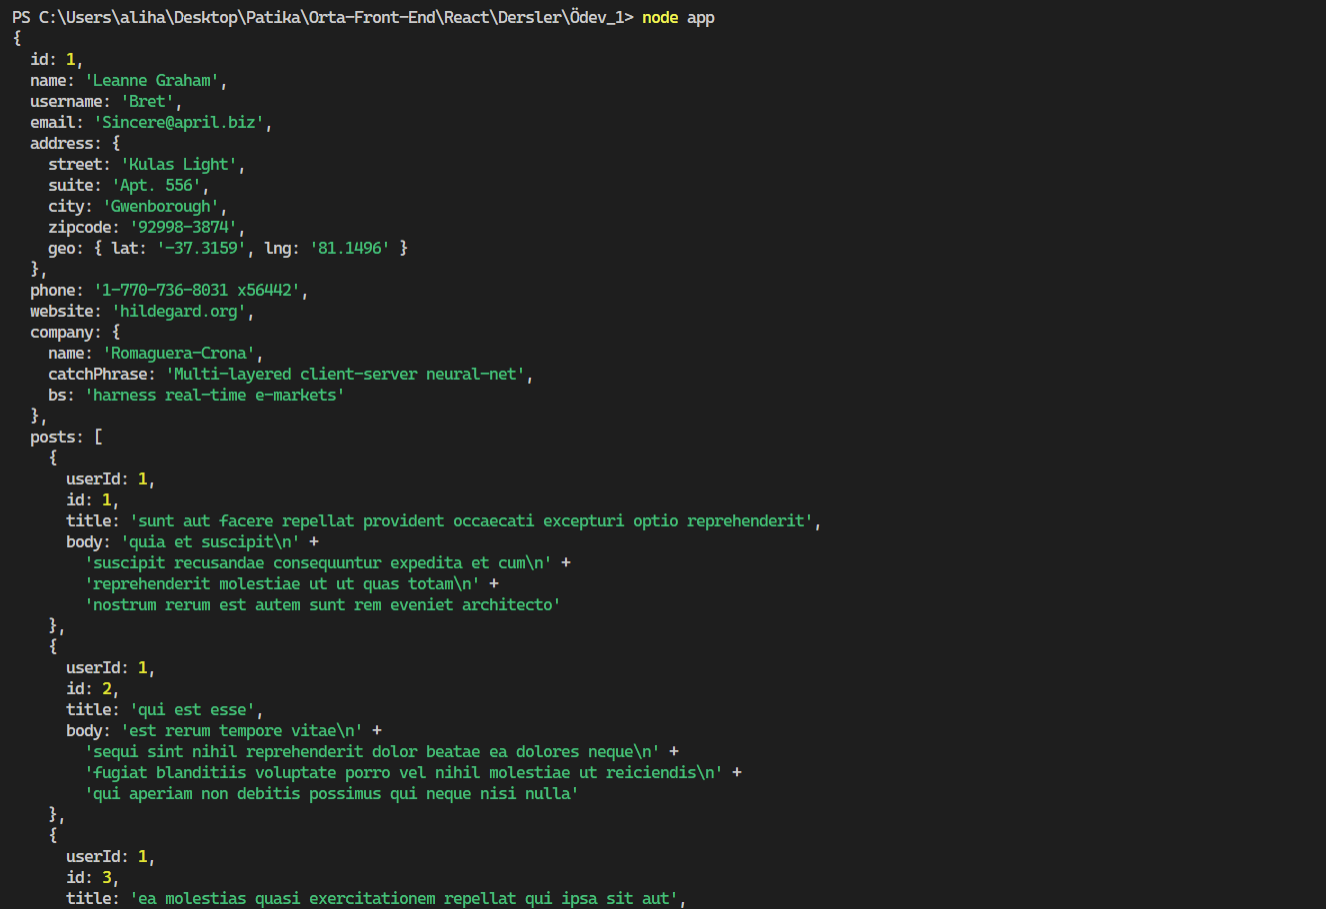 PS C:\Users\aliha\Desktop\Patika\Orta-Front-End\React\Dersler\Ödev_1> node app
{
  id: 1,
  name: 'Leanne Graham',
  username: 'Bret',
  email: 'Sincere@april.biz',
  address: {
    street: 'Kulas Light',
    suite: 'Apt. 556',
    city: 'Gwenborough',
    zipcode: '92998-3874',
    geo: { lat: '-37.3159', lng: '81.1496' }
  },
  phone: '1-770-736-8031 x56442',
  website: 'hildegard.org',
  company: {
    name: 'Romaguera-Crona',
    catchPhrase: 'Multi-layered client-server neural-net',
    bs: 'harness real-time e-markets'
  },
  posts: [
    {
      userId: 1,
      id: 1,
      title: 'sunt aut facere repellat provident occaecati excepturi optio reprehenderit',
      body: 'quia et suscipit\n' +
        'suscipit recusandae consequuntur expedita et cum\n' +
        'reprehenderit molestiae ut ut quas totam\n' +
        'nostrum rerum est autem sunt rem eveniet architecto'
    },
    {
      userId: 1,
      id: 2,
      title: 'qui est esse',
      body: 'est rerum tempore vitae\n' +
        'sequi sint nihil reprehenderit dolor beatae ea dolores neque\n' +
        'fugiat blanditiis voluptate porro vel nihil molestiae ut reiciendis\n' +
        'qui aperiam non debitis possimus qui neque nisi nulla'
    },
    {
      userId: 1,
      id: 3,
      title: 'ea molestias quasi exercitationem repellat qui ipsa sit aut',